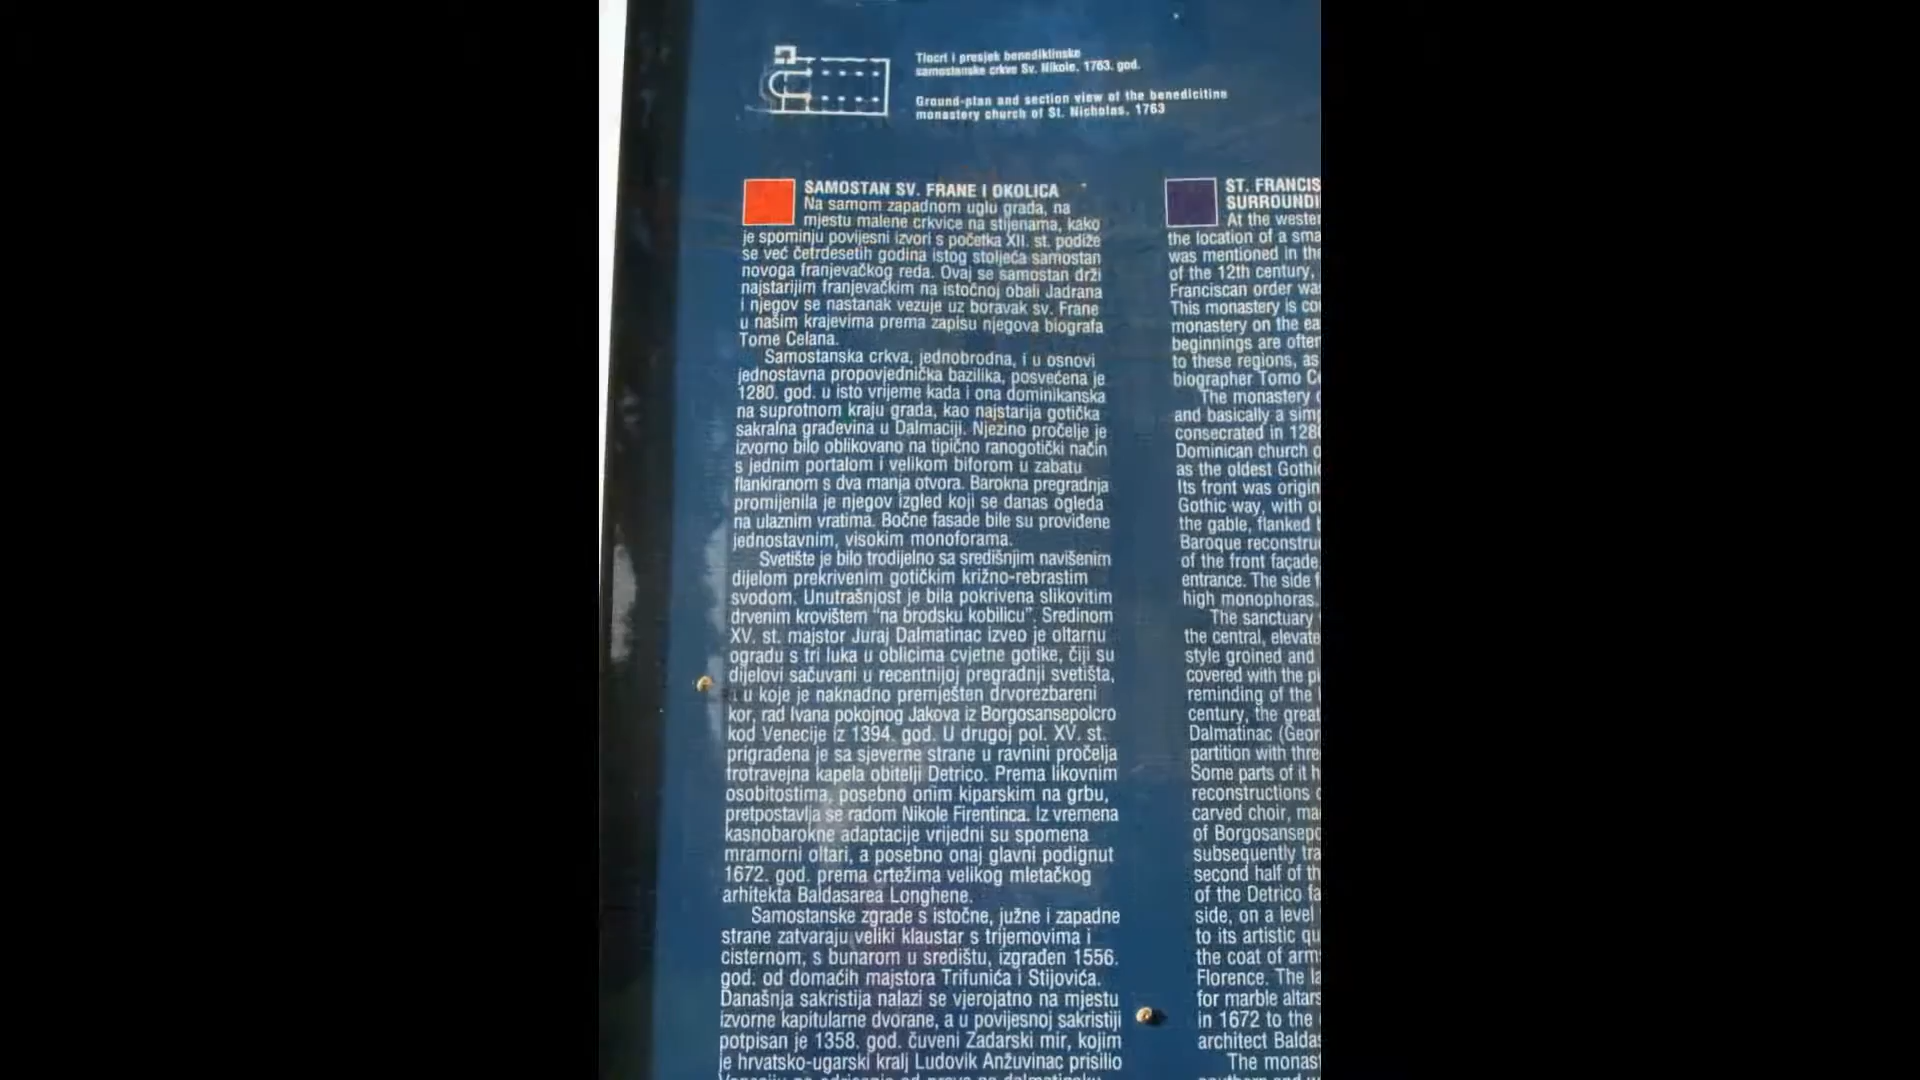 Tlocrt i presjek benediktinske
samostanske crkve Sv. Nikole, 1763. god.
Ground-plan and section view of the benedicitine
monastery church of St. Nicholas, 1763
SAMOSTAN SV. FRANE I OKOLICA
Na samom zapadnom uglu grada, na
mjestu malene crkvice na stijenama, kako
je spominju povijesni izvori s početka XII. st. podiže
se već četrdesetih godina istog stoljeća samostan
novoga franjevačkog reda. Ovaj se samostan drži
najstarijim franjevačkim na istočnoj obali Jadrana
i njegov se nastanak vezuje uz boravak sv. Frane
u našim krajevima prema zapisu njegova biografa
Tome Celana.
Samostanska crkva, jednobrodna, i u osnovi
jednostavna propovjednička bazilika, posvećena je
1280. god. u isto vrijeme kada i ona dominikanska
na suprotnom kraju grada, kao najstarija gotička
sakralna građevina u Dalmaciji. Njezino pročelje je
izvorno bilo oblikovano na tipično ranogotički način
s jednim portalom i velikom biforom u zabatu
flankiranom s dva manja otvora. Barokna pregradnja
promijenila je njegov izgled koji se danas ogleda
na ulaznim vratima. Bočne fasade bile su providene
jednostavnim, visokim monoforama.
Svetište je bilo trodijelno sa središnjim navišenim
dijelom prekrivenim gotičkim križno-rebrastim
svodom. Unutrašnjost je bila pokrivena slikovitim
drvenim krovištem "na brodsku kobilicu". Sredinom
XV. st. majstor Juraj Dalmatinac izveo je oltarnu
ogradu s tri luka u oblicima cvjetne gotike, čiji su
dijelovi sačuvani u recentnijoj pregradnji svetišta,
a u koje je naknadno premješten drvorezbareni
kor, rad Ivana pokojnog Jakova iz Borgosansepolcro
kod Venecije iz 1394. god. U drugoj pol. XV. st.
prigrađena je sa sjeverne strane u ravnini pročelja
trotravejna kapela obitelji Detrico. Prema likovnim
osobitostima, posebno onim kiparskim na grbu,
pretpostavlja se radom Nikole Firentinca. Iz vremena
kasnobarokne adaptacije vrijedni su spomena
mramorni oltari, a posebno onaj glavni podignut
1672. god. prema crtežima velikog mletačkog
arhitekta Baldasarea Longhene.
Samostanske zgrade s istočne, južne i zapadne
strane zatvaraju veliki klaustar s trijemovima i
cisternom, s bunarom u središtu, izgrađen 1556.
god. od domaćih majstora Trifunića i Stijovića.
Današnja sakristija nalazi se vjerojatno na mjestu
izvorne kapitularne dvorane, a u povijesnoj sakristiji
potpisan je 1358. god. čuveni Zadarski mir, kojim
je hrvatsko-ugarski kralj Ludovik Anžuvinac prisilio
ST. FRANCIS
SURROUNDI
At the wester
the location of a sma
was mentioned in the
of the 12th century,
Franciscan order was
This monastery is co
monastery on the ea
beginnings are often
to these regions, as
biographer Tomo Ce
The monastery
and basically a simp
consecrated in 128
Dominican church
as the oldest Gothi
Its front was origin
Gothic way, with o
the gable, flanked
Baroque reconstru
of the front façade
entrance. The side f
high monophoras.
The sanctuary
the central, elevate
style groined and
covered with the pi
reminding of the
century, the great
Dalmatinac (Geor
partition with thre
Some parts of it h
reconstructions
carved choir, ma
of Borgosansepo
subsequently tra
second half of th
of the Detrico fa
side, on a level
to its artistic qu
the coat of arm
Florence. The la
for marble altars
in 1672 to the
architect Baldas
The monast